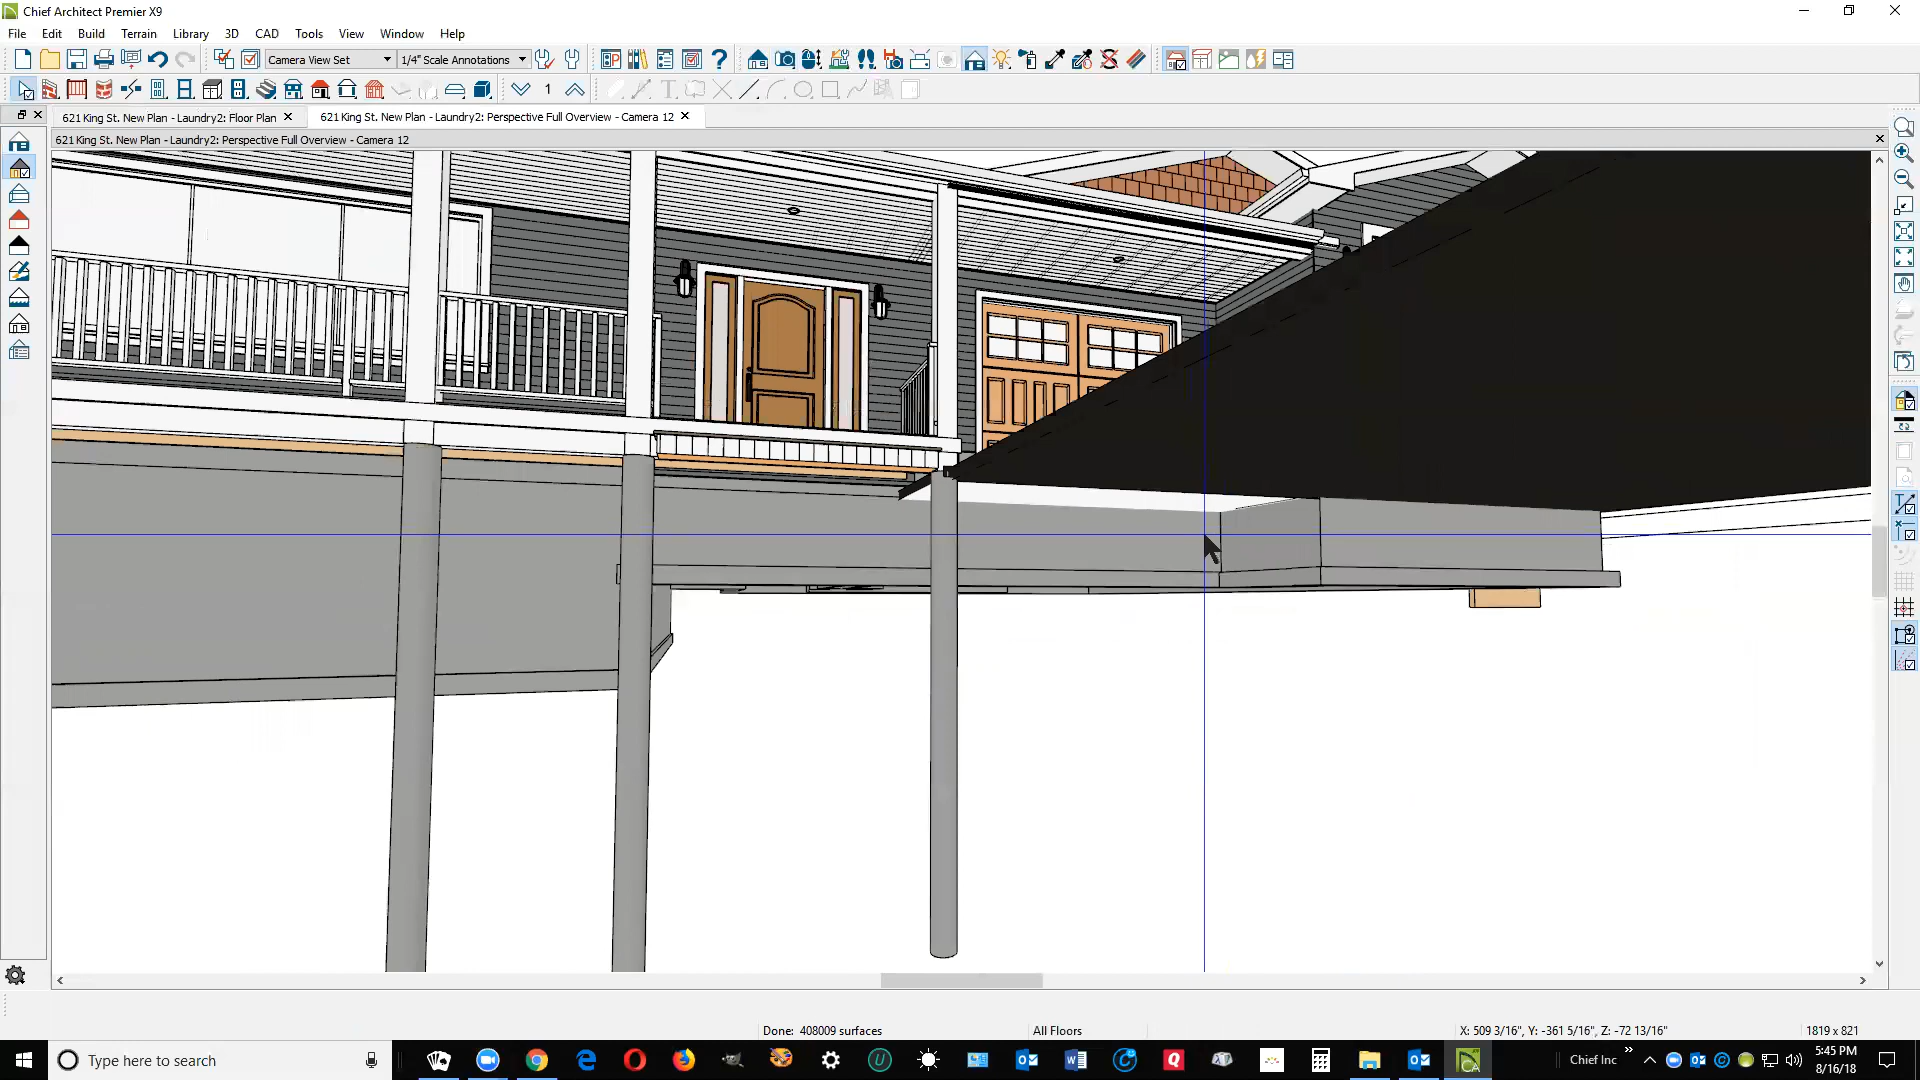 Chief Architect Premier X9
File Edit Build Terrain Library 3D CAD Tools View Window Help
Camera View Set 1/4" Scale Annotations
1
621 King St. New Plan - Laundry2: Floor Plan 621 King St. New Plan - Laundry2: Perspective Full Overview - Camera 12
621 King St. New Plan - Laundry2: Perspective Full Overview - Camera 12
Done: 408009 surfaces All Floors X: 509 3/16", Y: -361 5/16", Z: -72 13/16" 1819 x 821
Type here to search Chief Inc 5:45 PM
8/16/18